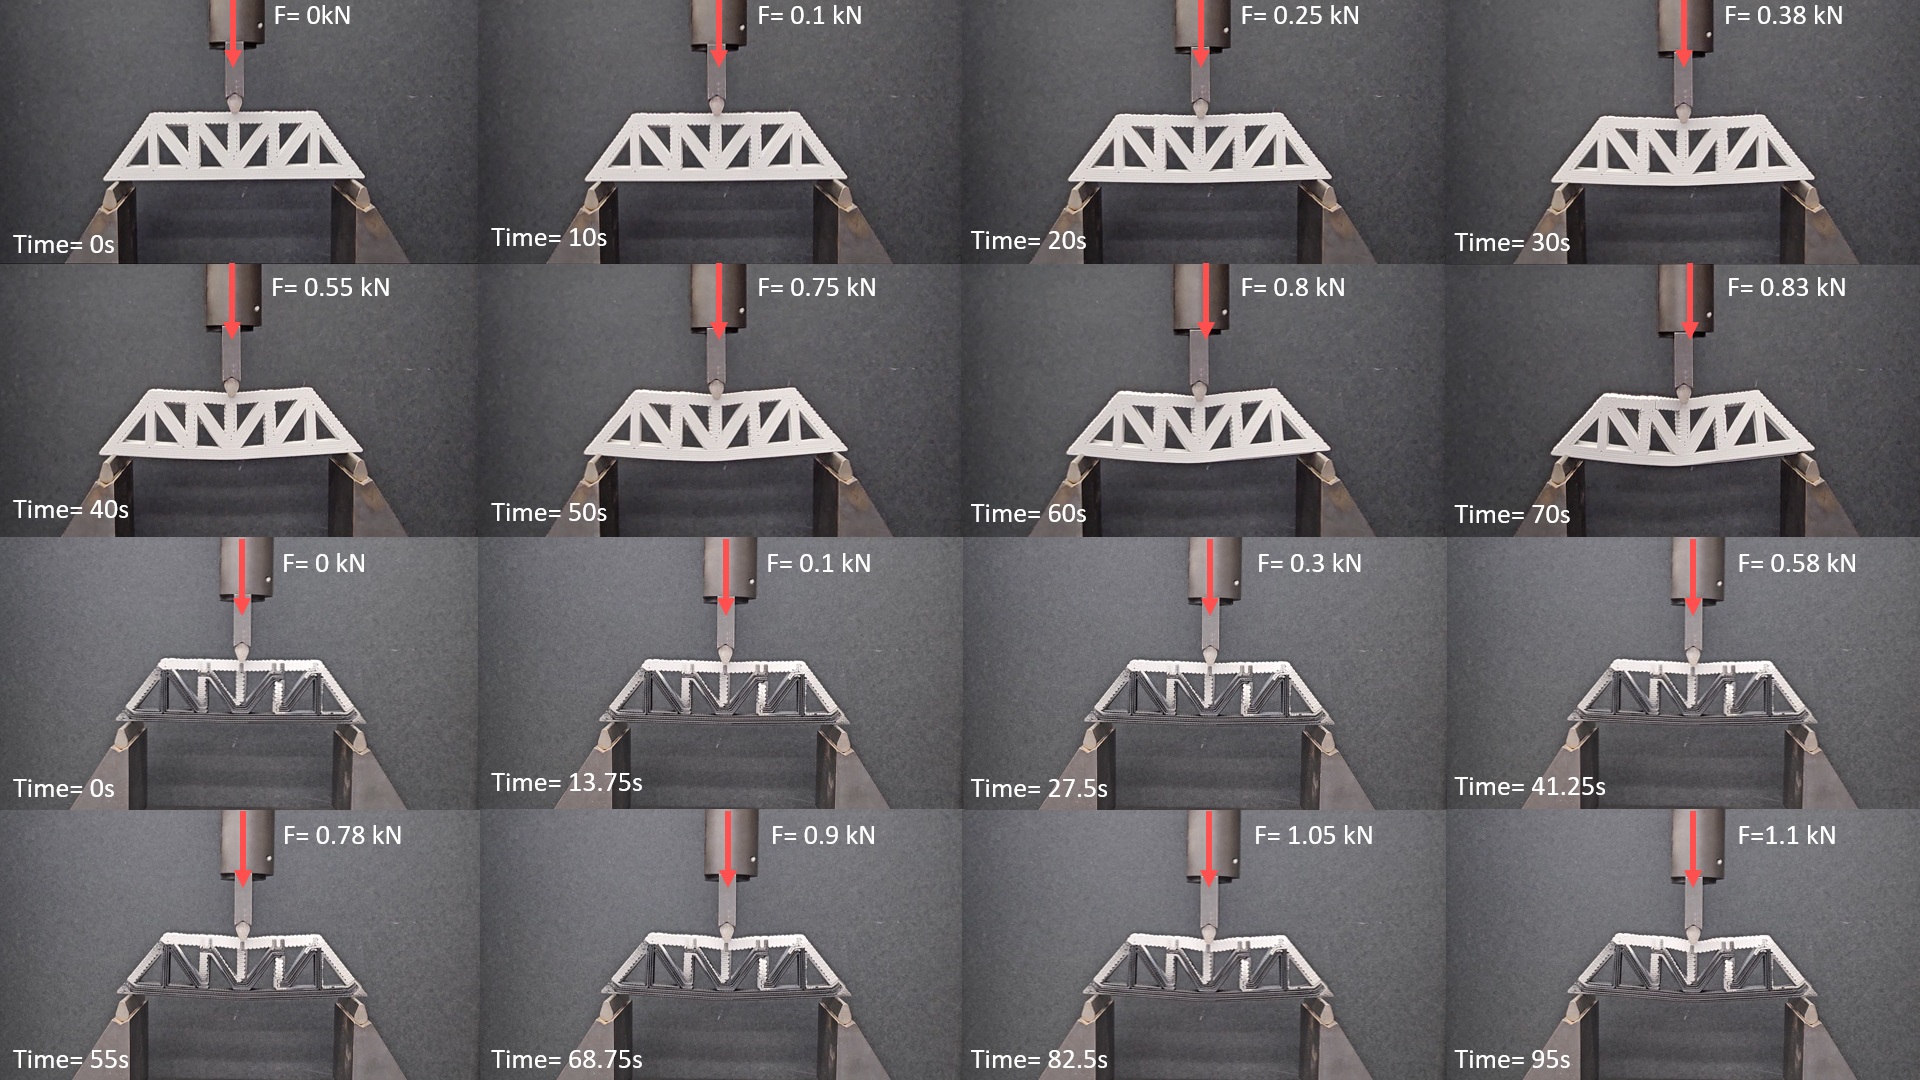 F= 0kN
Time= 0s
F= 0.1 kN
Time= 10s
F= 0.25 kN
Time= 20s
F= 0.38 kN
Time= 30s
F= 0.55 kN
Time= 40s
F= 0.75 kN
Time= 50s
F= 0.8 kN
Time= 60s
F= 0.83 kN
Time= 70s
F= 0 kN
Time= 0s
F= 0.1 kN
Time= 13.75s
F= 0.3 kN
Time= 27.5s
F= 0.58 kN
Time= 41.25s
F= 0.78 kN
Time= 55s
F= 0.9 kN
Time= 68.75s
F= 1.05 kN
Time= 82.5s
F=1.1 kN
Time= 95s